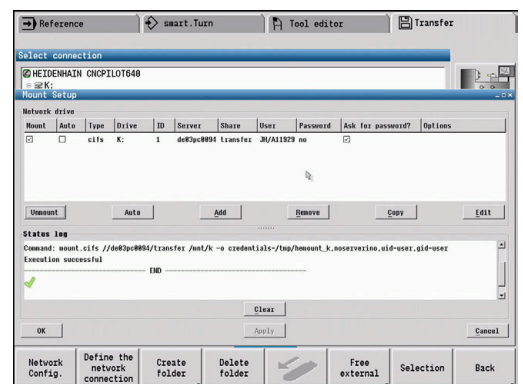 Reference
smart.Turn
Tool editor
Transfer
Select connection
HEIDENHAIN CNCPILOT640
K:
Mount Setup
Network drive
Mount Auto Type Drive ID Server Share User Password Ask for password? Options
cifs K: 1 de03pc0094 transfer JH/A11929 no
Unmount Auto Add Remove Copy Edit
Status log
Command: mount.cifs //de03pc0094/transfer /mnt/k -o credentials=/tmp/hemount_k,noserverino,uid=user,gid=user
Execution successful
END
Clear
OK Apply Cancel
Network Config.
Define the network connection
Create folder
Delete folder
Free external
Selection
Back